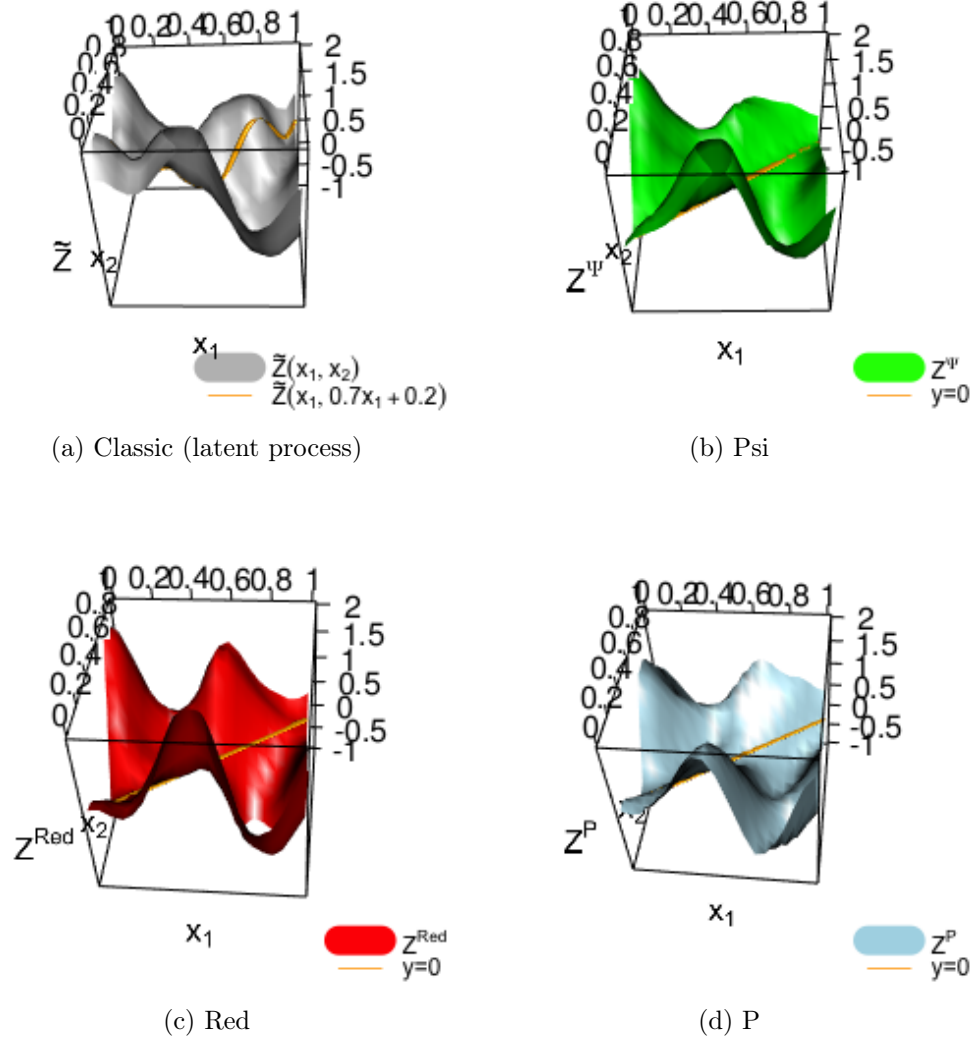 0 0.2 0.4 0.6 0.8 1
0 0.2 0.4 0.6 0.8 1
2
1.5
1
0.5
0
-0.5
-1
Z̃
x₂
x₁
Z̃(x₁, x₂)
Z̃(x₁, 0.7x₁ + 0.2)
(a) Classic (latent process)
0 0.2 0.4 0.6 0.8 1
0 0.2 0.4 0.6 0.8 1
2
1.5
1
0.5
0
-0.5
-1
Z^Ψ
x₂
x₁
Z^Ψ
y=0
(b) Psi
0 0.2 0.4 0.6 0.8 1
0 0.2 0.4 0.6 0.8 1
2
1.5
1
0.5
0
-0.5
-1
Z^Red
x₂
x₁
Z^Red
y=0
(c) Red
0 0.2 0.4 0.6 0.8 1
0 0.2 0.4 0.6 0.8 1
2
1.5
1
0.5
0
-0.5
-1
Z^P
x₂
x₁
Z^P
y=0
(d) P